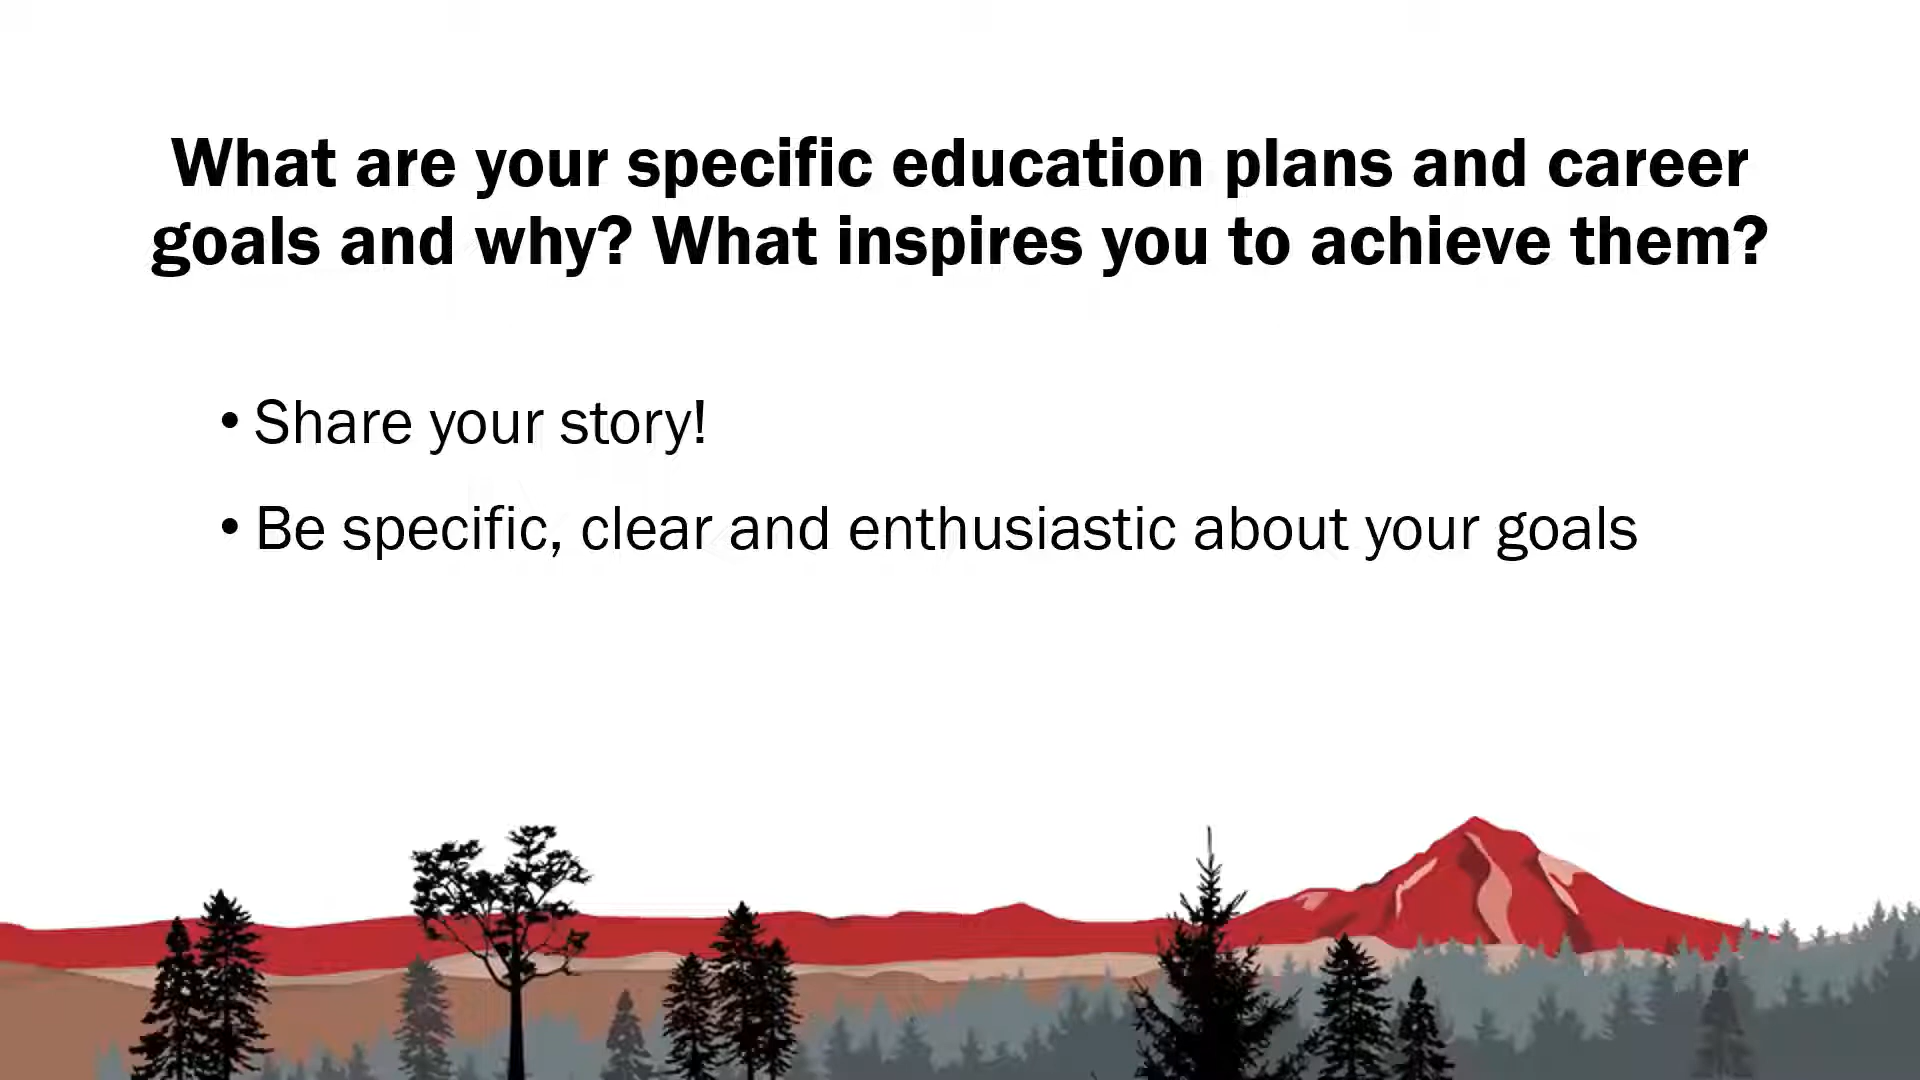 What are your specific education plans and career
goals and why? What inspires you to achieve them?
• Share your story!
• Be specific, clear and enthusiastic about your goals